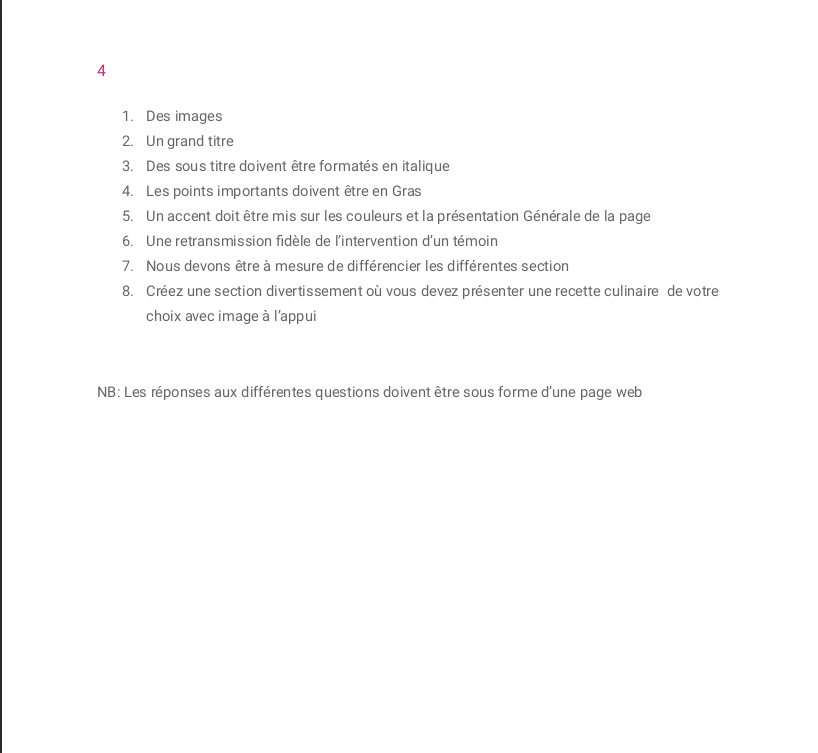 4
1. Des images
2. Un grand titre
3. Des sous titre doivent être formatés en italique
4. Les points importants doivent être en Gras
5. Un accent doit être mis sur les couleurs et la présentation Générale de la page
6. Une retransmission fidèle de l’intervention d’un témoin
7. Nous devons être à mesure de différencier les différentes section
8. Créez une section divertissement où vous devez présenter une recette culinaire  de votre
choix avec image à l’appui
NB: Les réponses aux différentes questions doivent être sous forme d’une page web